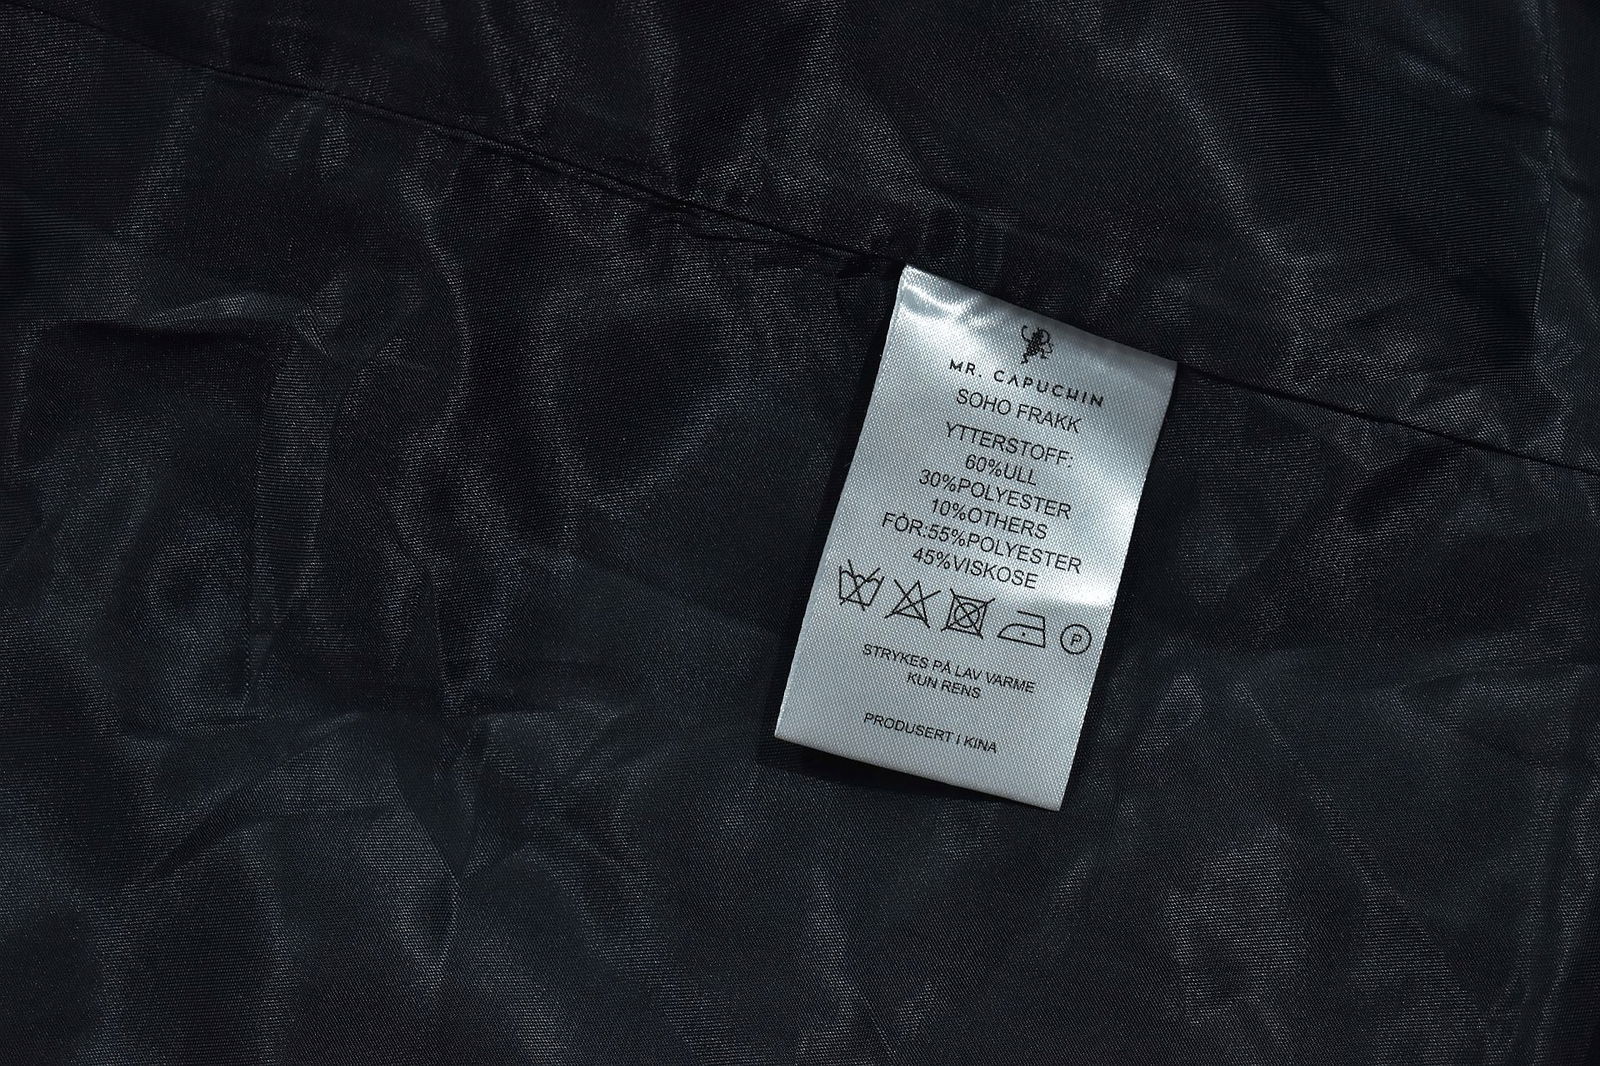 MR. CAPUCHIN
SOHO FRAKK
YTTERSTOFF:
60%ULL
30%POLYESTER
10%OTHERS
FÒR:55%POLYESTER
45%VISKOSE
P
STRYKES PÅ LAV VARME
KUN RENS
PRODUSERT I KINA